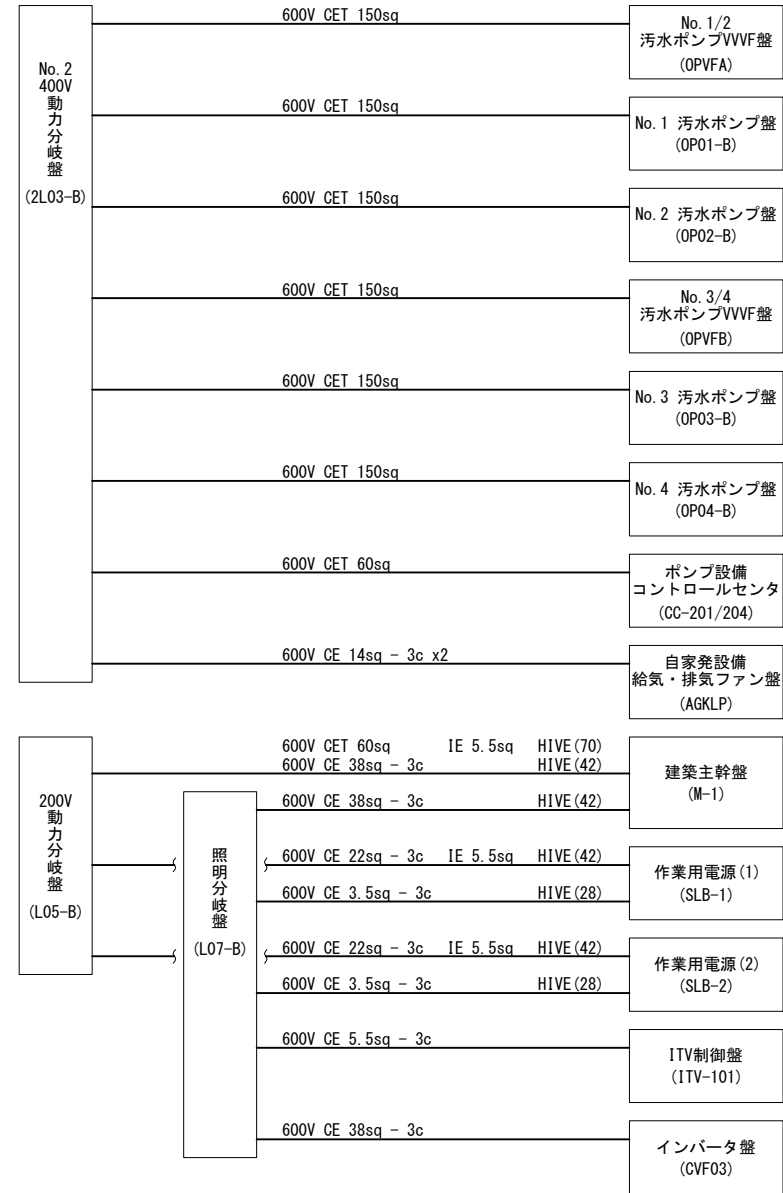 No.2
400V
動力分岐盤
(2L03-B)
600V CET 150sq
No.1/2
汚水ポンプVVVF盤
(OPVFA)
600V CET 150sq
No.1 汚水ポンプ盤
(OP01-B)
600V CET 150sq
No.2 汚水ポンプ盤
(OP02-B)
600V CET 150sq
No.3/4
汚水ポンプVVVF盤
(OPVFB)
600V CET 150sq
No.3 汚水ポンプ盤
(OP03-B)
600V CET 150sq
No.4 汚水ポンプ盤
(OP04-B)
600V CET 60sq
ポンプ設備
コントロールセンタ
(CC-201/204)
600V CE 14sq - 3c x2
自家発設備
給気・排気ファン盤
(AGKLP)
200V
動力分岐盤
(L05-B)
照明分岐盤
(L07-B)
600V CET 60sq IE 5.5sq HIVE(70)
600V CE 38sq - 3c HIVE(42)
600V CE 38sq - 3c HIVE(42)
建築主幹盤
(M-1)
600V CE 22sq - 3c IE 5.5sq HIVE(42)
600V CE 3.5sq - 3c HIVE(28)
作業用電源(1)
(SLB-1)
600V CE 22sq - 3c IE 5.5sq HIVE(42)
600V CE 3.5sq - 3c HIVE(28)
作業用電源(2)
(SLB-2)
600V CE 5.5sq - 3c
ITV制御盤
(ITV-101)
600V CE 38sq - 3c
インバータ盤
(CVF03)